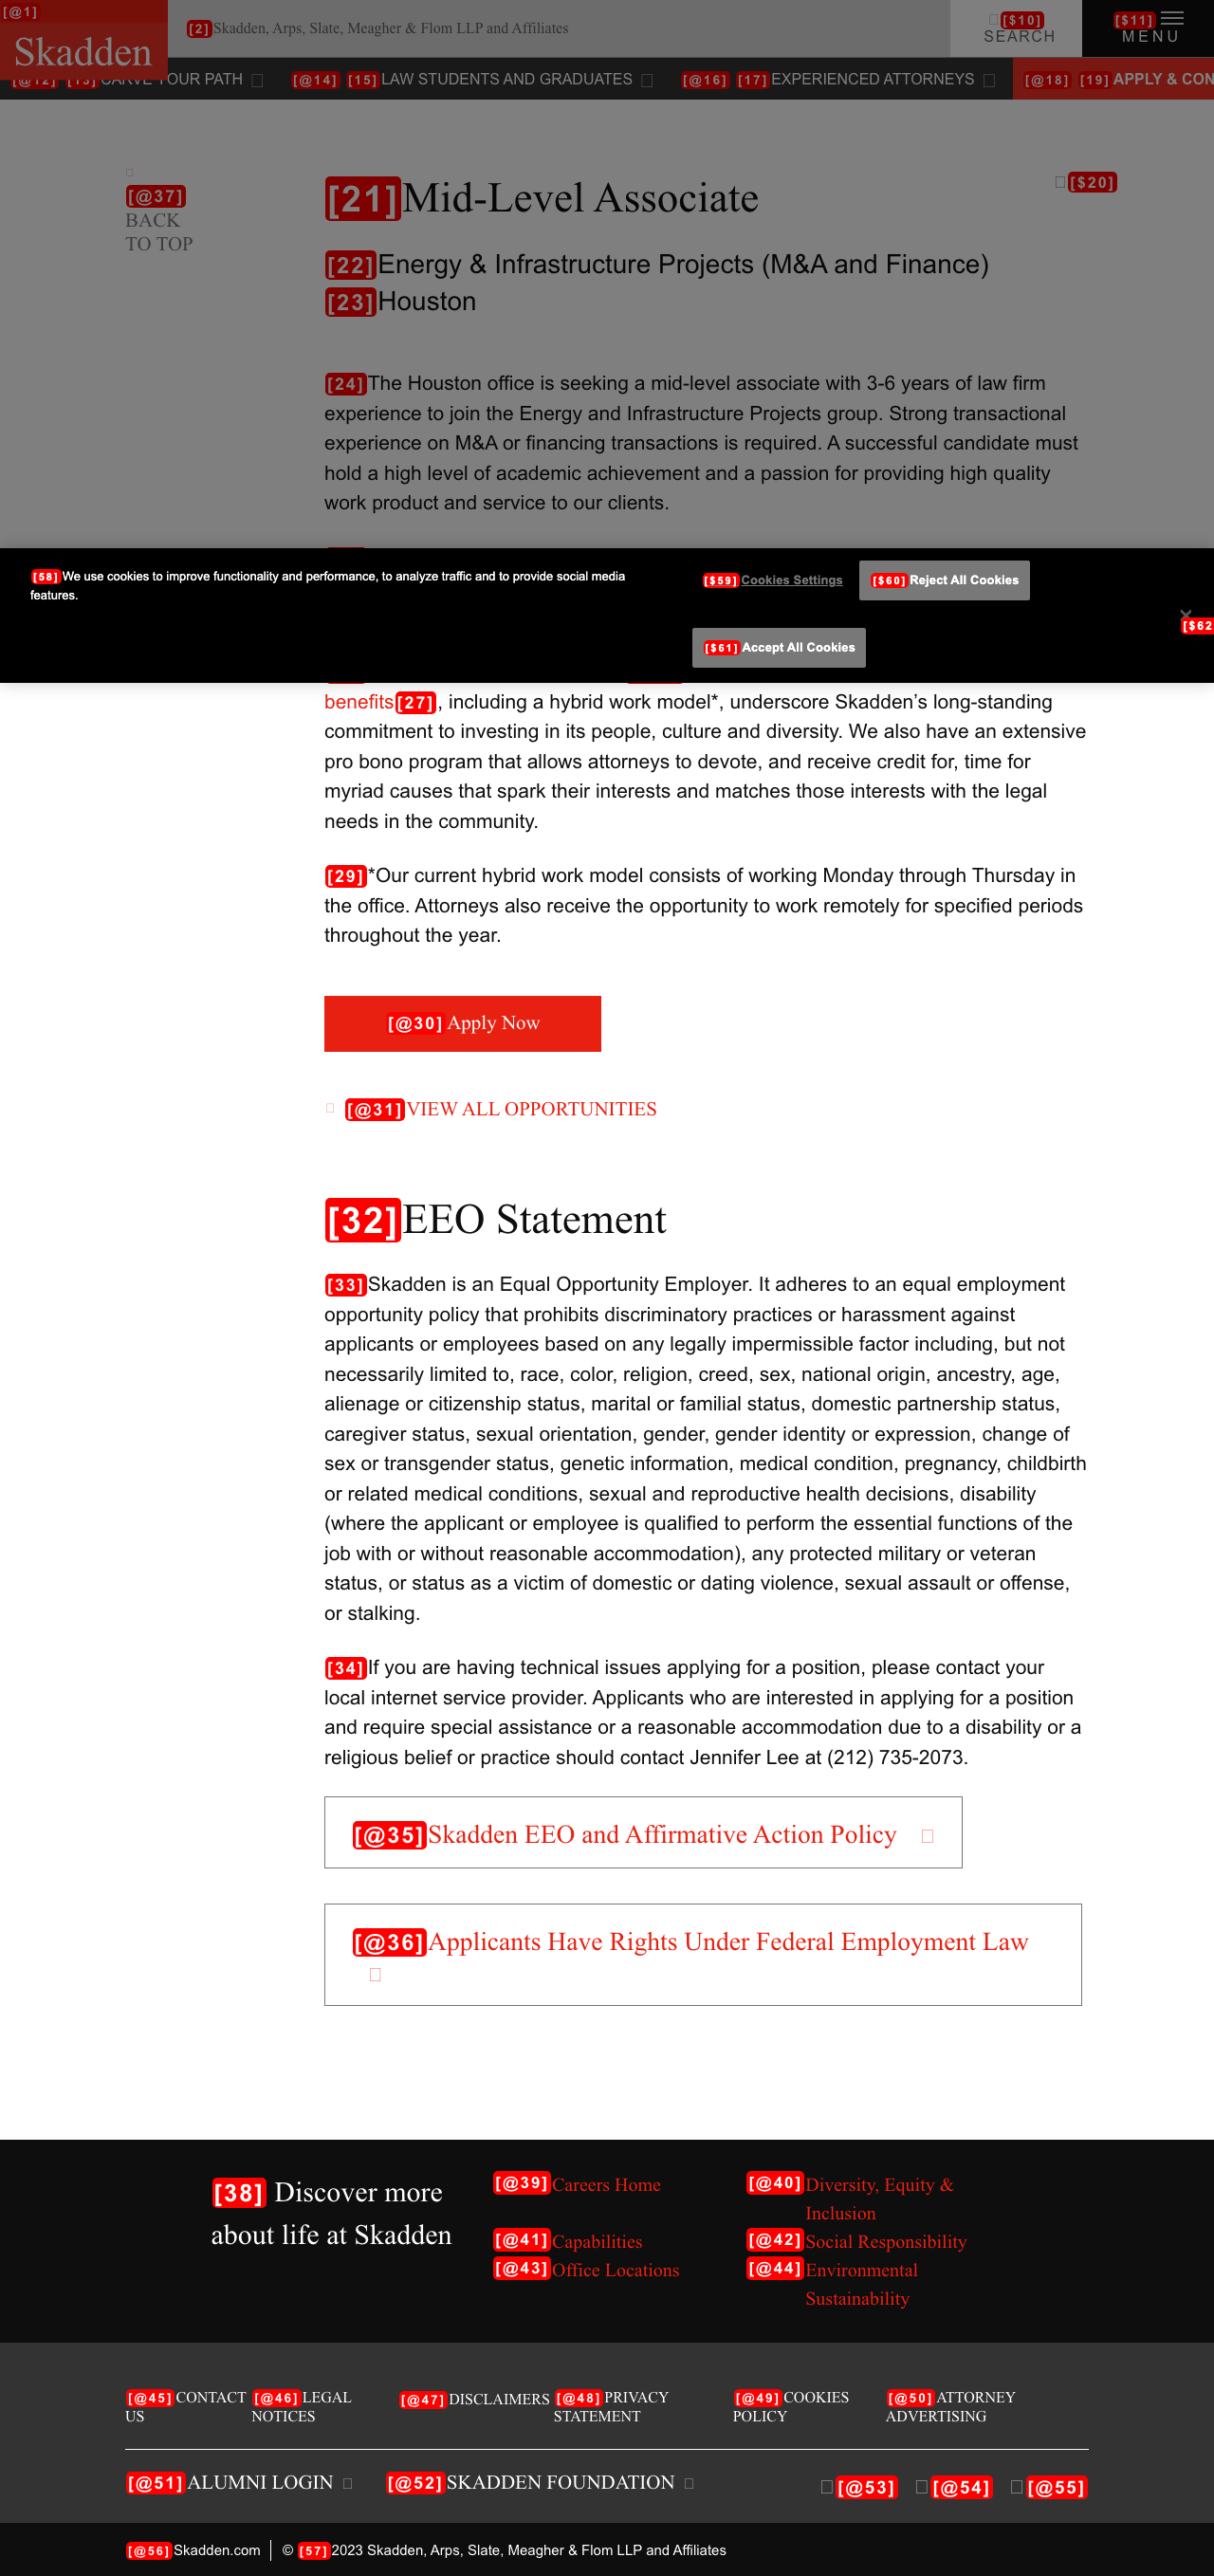 [@1]
Skadden
[2]Skadden, Arps, Slate, Meagher & Flom LLP and Affiliates
[$10]
SEARCH
[$11]
MENU
[@12] [13]CARVE YOUR PATH
[@14] [15]LAW STUDENTS AND GRADUATES
[@16] [17]EXPERIENCED ATTORNEYS
[@18] [19]APPLY & CON
[@37]
BACK
TO TOP
[21]Mid-Level Associate
[$20]
[22]Energy & Infrastructure Projects (M&A and Finance)
[23]Houston
[24]The Houston office is seeking a mid-level associate with 3-6 years of law firm
experience to join the Energy and Infrastructure Projects group. Strong transactional
experience on M&A or financing transactions is required. A successful candidate must
hold a high level of academic achievement and a passion for providing high quality
work product and service to our clients.
[58]We use cookies to improve functionality and performance, to analyze traffic and to provide social media
features.
[$59]Cookies Settings
[$60]Reject All Cookies
[$61]Accept All Cookies
[$62
benefits[27], including a hybrid work model*, underscore Skadden’s long-standing
commitment to investing in its people, culture and diversity. We also have an extensive
pro bono program that allows attorneys to devote, and receive credit for, time for
myriad causes that spark their interests and matches those interests with the legal
needs in the community.
[29]*Our current hybrid work model consists of working Monday through Thursday in
the office. Attorneys also receive the opportunity to work remotely for specified periods
throughout the year.
[@30]Apply Now
[@31]VIEW ALL OPPORTUNITIES
[32]EEO Statement
[33]Skadden is an Equal Opportunity Employer. It adheres to an equal employment
opportunity policy that prohibits discriminatory practices or harassment against
applicants or employees based on any legally impermissible factor including, but not
necessarily limited to, race, color, religion, creed, sex, national origin, ancestry, age,
alienage or citizenship status, marital or familial status, domestic partnership status,
caregiver status, sexual orientation, gender, gender identity or expression, change of
sex or transgender status, genetic information, medical condition, pregnancy, childbirth
or related medical conditions, sexual and reproductive health decisions, disability
(where the applicant or employee is qualified to perform the essential functions of the
job with or without reasonable accommodation), any protected military or veteran
status, or status as a victim of domestic or dating violence, sexual assault or offense,
or stalking.
[34]If you are having technical issues applying for a position, please contact your
local internet service provider. Applicants who are interested in applying for a position
and require special assistance or a reasonable accommodation due to a disability or a
religious belief or practice should contact Jennifer Lee at (212) 735-2073.
[@35]Skadden EEO and Affirmative Action Policy
[@36]Applicants Have Rights Under Federal Employment Law
[38] Discover more
about life at Skadden
[@39]Careers Home
[@40]Diversity, Equity &
Inclusion
[@41]Capabilities
[@42]Social Responsibility
[@43]Office Locations
[@44]Environmental
Sustainability
[@45]CONTACT
US
[@46]LEGAL
NOTICES
[@47]DISCLAIMERS
[@48]PRIVACY
STATEMENT
[@49]COOKIES
POLICY
[@50]ATTORNEY
ADVERTISING
[@51]ALUMNI LOGIN
[@52]SKADDEN FOUNDATION
[@53]
[@54]
[@55]
[@56]Skadden.com
© [57]2023 Skadden, Arps, Slate, Meagher & Flom LLP and Affiliates